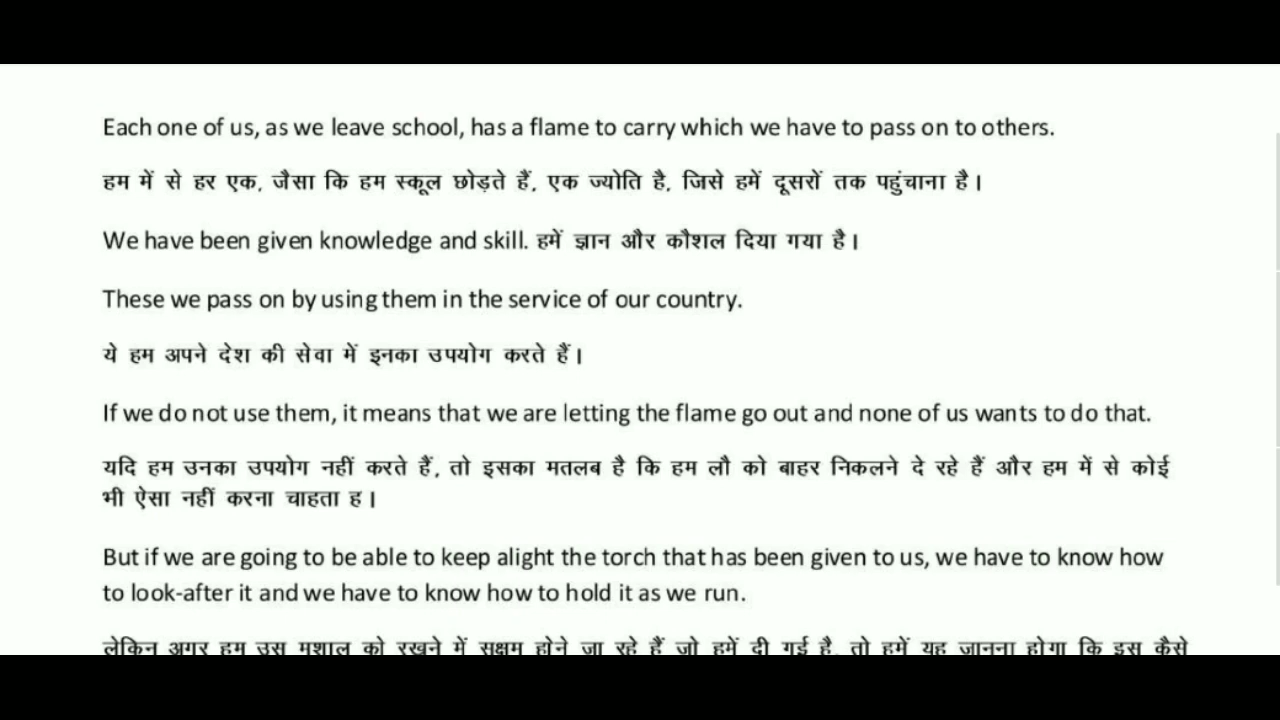 Each one of us, as we leave school, has a flame to carry which we have to pass on to others.
हम में से हर एक, जैसा कि हम स्कूल छोड़ते हैं, एक ज्योति है, जिसे हमें दूसरों तक पहुंचाना है।
We have been given knowledge and skill. हमें ज्ञान और कौशल दिया गया है।
These we pass on by using them in the service of our country.
ये हम अपने देश की सेवा में इनका उपयोग करते हैं।
If we do not use them, it means that we are letting the flame go out and none of us wants to do that.
यदि हम उनका उपयोग नहीं करते हैं, तो इसका मतलब है कि हम लौ को बाहर निकलने दे रहे हैं और हम में से कोई
भी ऐसा नहीं करना चाहता ह।
But if we are going to be able to keep alight the torch that has been given to us, we have to know how
to look-after it and we have to know how to hold it as we run.
लेकिन अगर हम उस मशाल को रखने में सक्षम होने जा रहे हैं जो हमें दी गई है, तो हमें यह जानना होगा कि इस कैसे